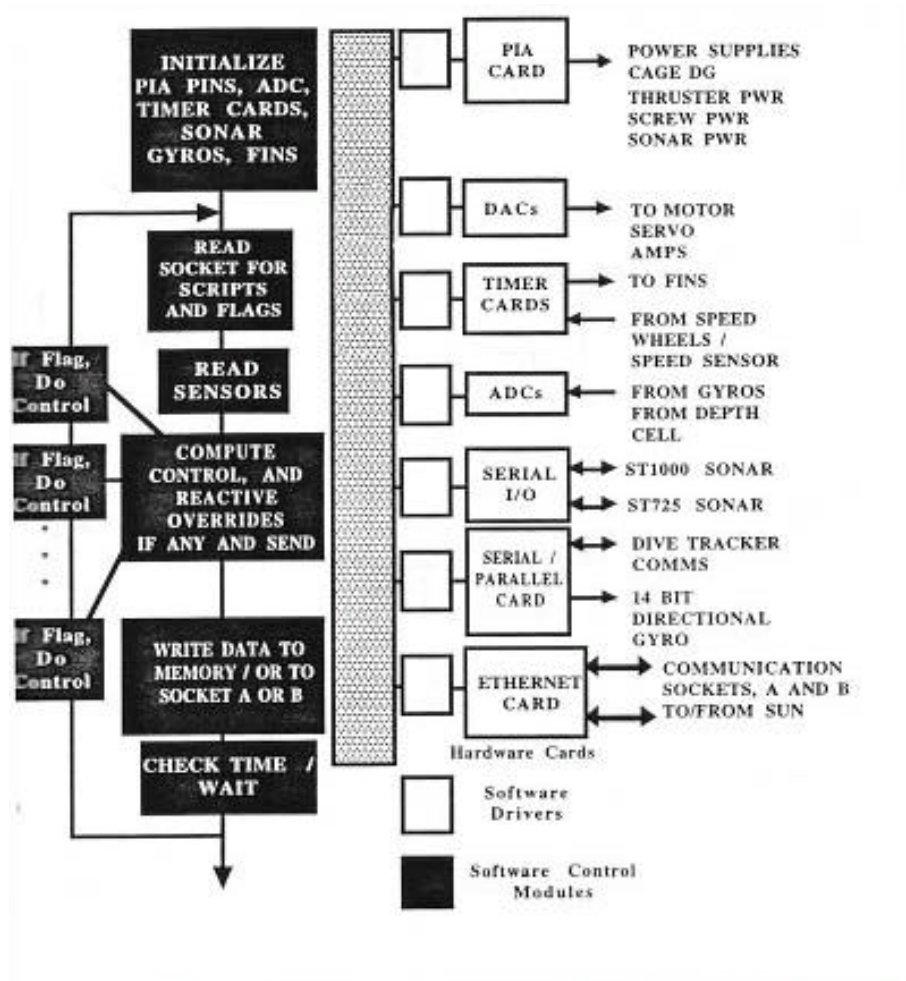 INITIALIZE
PIA PINS, ADC,
TIMER CARDS,
SONAR
GYROS, FINS
READ
SOCKET FOR
SCRIPTS
AND FLAGS
READ
SENSORS
If Flag,
Do
Control
If Flag,
Do
Control
If Flag,
Do
Control
COMPUTE
CONTROL, AND
REACTIVE
OVERRIDES
IF ANY AND SEND
WRITE DATA TO
MEMORY / OR TO
SOCKET A OR B
CHECK TIME /
WAIT
PIA
CARD
POWER SUPPLIES
CAGE DG
THRUSTER PWR
SCREW PWR
SONAR PWR
DACs
TO MOTOR
SERVO
AMPS
TIMER
CARDS
TO FINS
FROM SPEED
WHEELS /
SPEED SENSOR
ADCs
FROM GYROS
FROM DEPTH
CELL
SERIAL
I/O
ST1000 SONAR
ST725 SONAR
SERIAL /
PARALLEL
CARD
DIVE TRACKER
COMMS
14 BIT
DIRECTIONAL
GYRO
ETHERNET
CARD
COMMUNICATION
SOCKETS, A AND B
TO/FROM SUN
Hardware Cards
Software
Drivers
Software Control
Modules